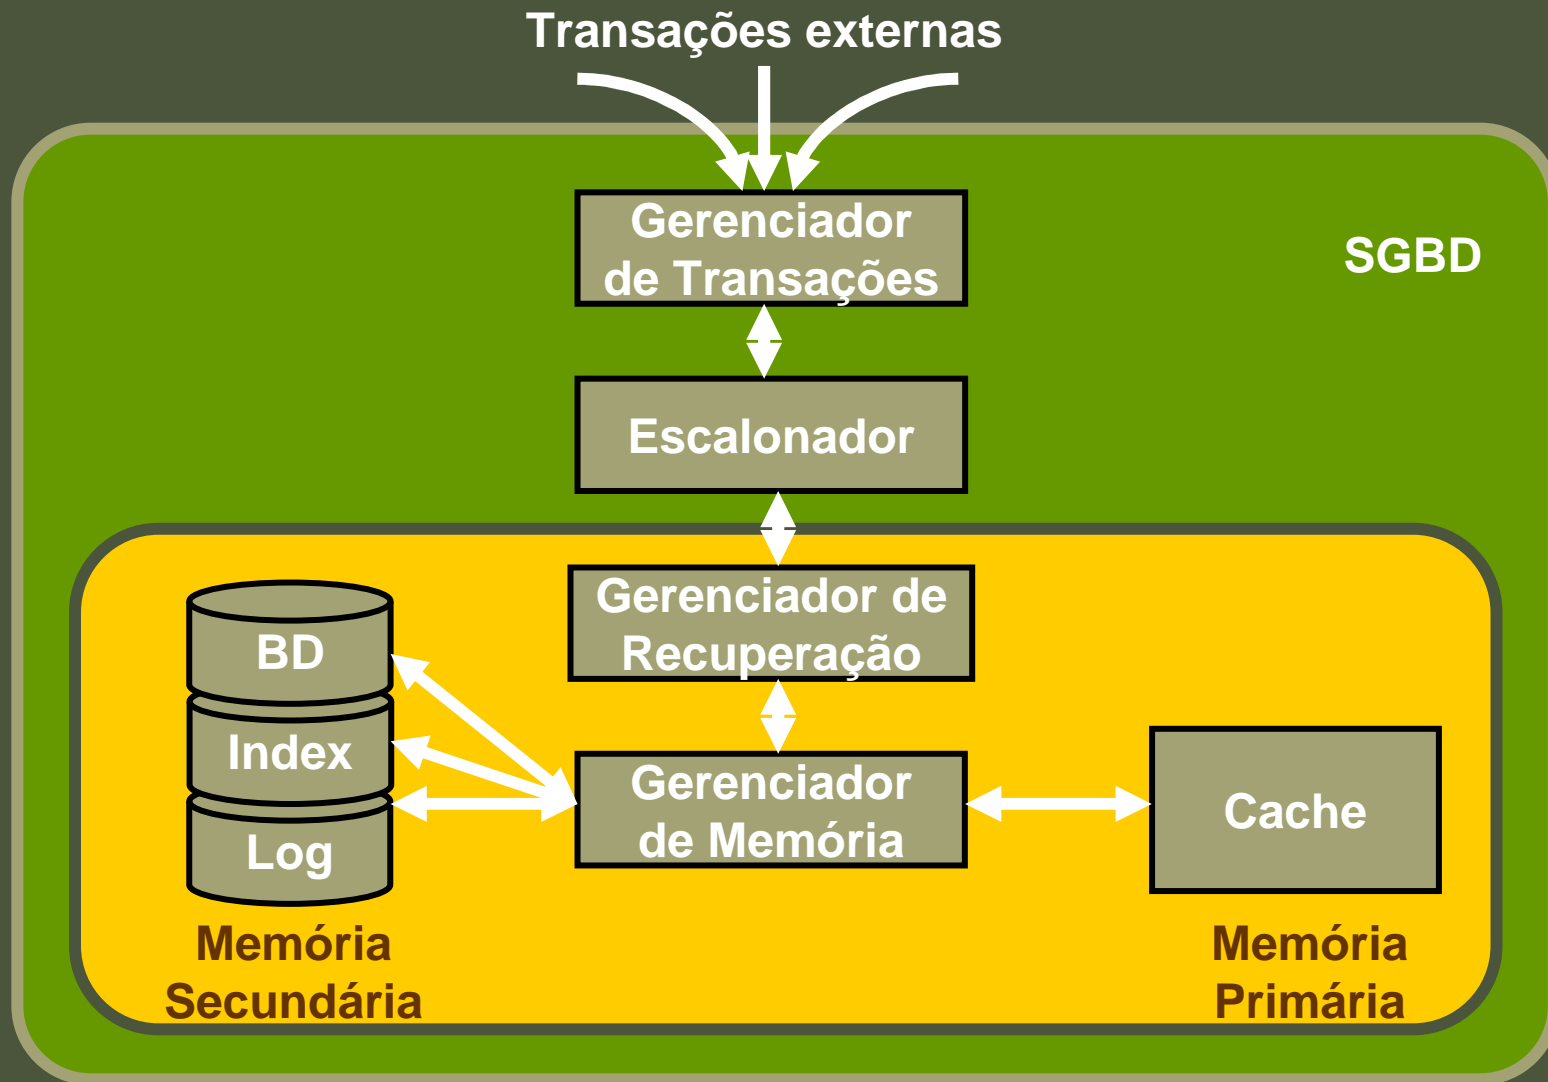 Transações externas
Gerenciador
de Transações
SGBD
Escalonador
Gerenciador de
Recuperação
BD
Index
Log
Gerenciador
de Memória
Cache
Memória
Secundária
Memória
Primária